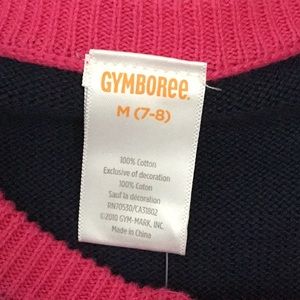 GYMBOREE.
M (7-8)
100% Cotton
Exclusive of decoration
100% Coton
Sauf la décoration
RN70530/CA31802
©2010 GYM-MARK, INC.
Made in China